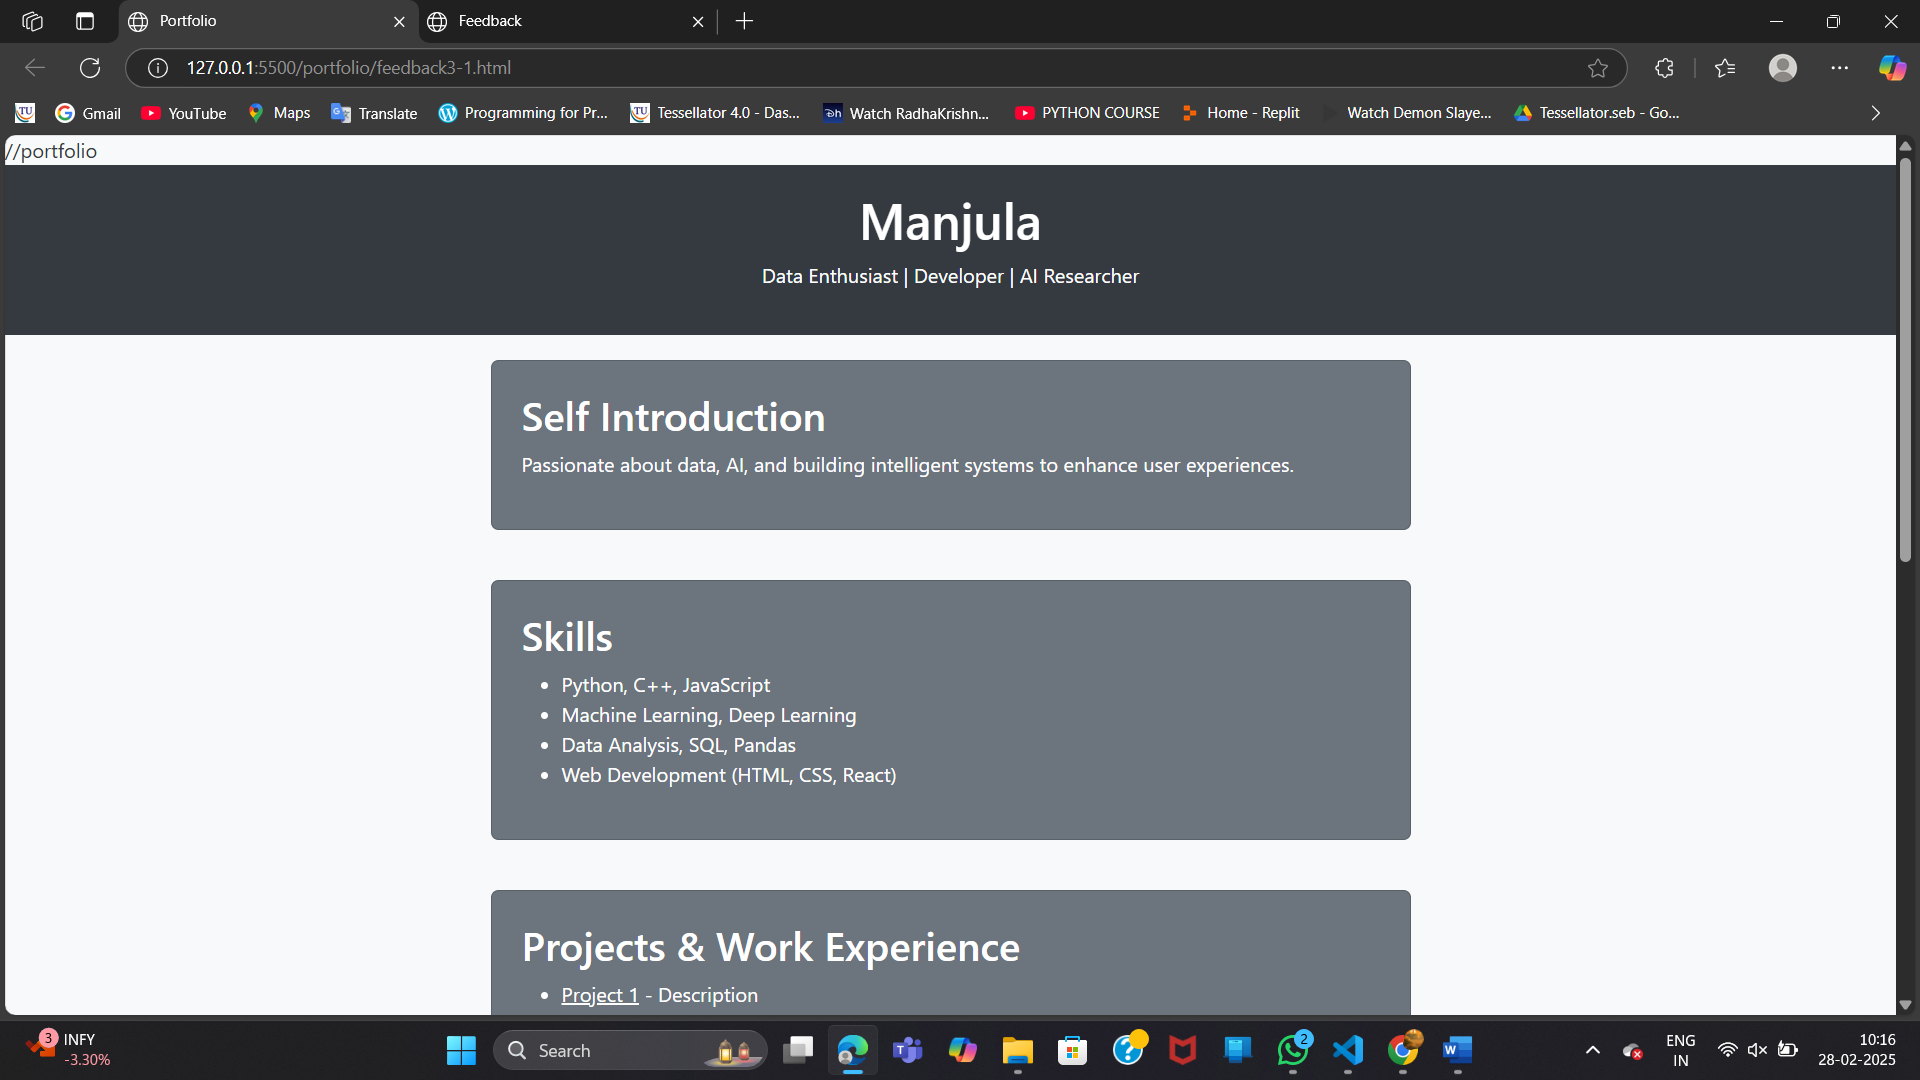 Portfolio
Feedback
127.0.0.1:5500/portfolio/feedback3-1.html
TU
Gmail
YouTube
Maps
Translate
Programming for Pr...
TU
Tessellator 4.0 - Das...
Watch RadhaKrishn...
PYTHON COURSE
Home - Replit
Watch Demon Slaye...
Tessellator.seb - Go...
//portfolio
Manjula
Data Enthusiast | Developer | AI Researcher
Self Introduction
Passionate about data, AI, and building intelligent systems to enhance user experiences.
Skills
Python, C++, JavaScript
Machine Learning, Deep Learning
Data Analysis, SQL, Pandas
Web Development (HTML, CSS, React)
Projects & Work Experience
Project 1 - Description
3
INFY
-3.30%
Search
2
ENG
IN
10:16
28-02-2025